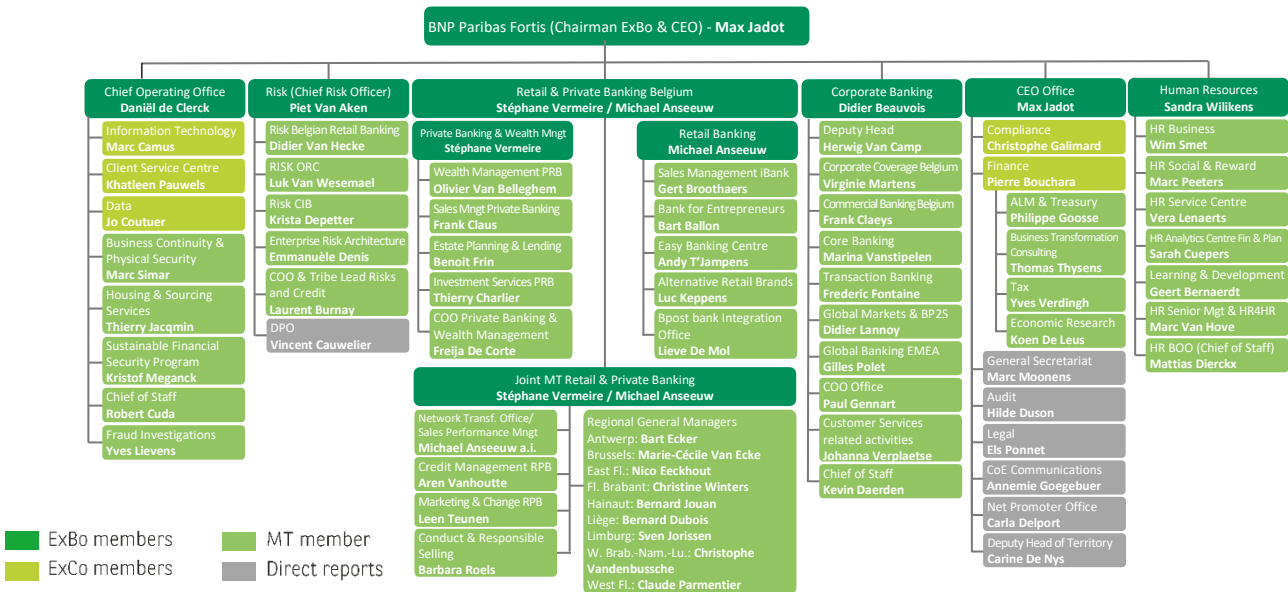 BNP Paribas Fortis (Chairman ExBo & CEO) - Max Jadot
Chief Operating Office
Daniël de Clerck
Information Technology
Marc Camus
Client Service Centre
Khatleen Pauwels
Data
Jo Coutuer
Business Continuity &
Physical Security
Marc Simar
Housing & Sourcing
Services
Thierry Jacqmin
Sustainable Financial
Security Program
Kristof Meganck
Chief of Staff
Robert Cuda
Fraud Investigations
Yves Lievens
Risk (Chief Risk Officer)
Piet Van Aken
Risk Belgian Retail Banking
Didier Van Hecke
RISK ORC
Luk Van Wesemael
Risk CIB
Krista Depetter
Enterprise Risk Architecture
Emmanuèle Denis
COO & Tribe Lead Risks
and Credit
Laurent Burnay
DPO
Vincent Cauwelier
Retail & Private Banking Belgium
Stéphane Vermeire / Michael Anseeuw
Private Banking & Wealth Mngt
Stéphane Vermeire
Wealth Management PRB
Olivier Van Belleghem
Sales Mngt Private Banking
Frank Claus
Estate Planning & Lending
Benoit Frin
Investment Services PRB
Thierry Charlier
COO Private Banking &
Wealth Management
Freija De Corte
Retail Banking
Michael Anseeuw
Sales Management iBank
Gert Broothaers
Bank for Entrepreneurs
Bart Ballon
Easy Banking Centre
Andy T'Jampens
Alternative Retail Brands
Luc Keppens
Bpost bank Integration
Office
Lieve De Mol
Joint MT Retail & Private Banking
Stéphane Vermeire / Michael Anseeuw
Network Transf. Office/
Sales Performance Mngt
Michael Anseeuw a.i.
Credit Management RPB
Aren Vanhoutte
Marketing & Change RPB
Leen Teunen
Conduct & Responsible
Selling
Barbara Roels
Regional General Managers
Antwerp: Bart Ecker
Brussels: Marie-Cécile Van Ecke
East Fl.: Nico Eeckhout
Fl. Brabant: Christine Winters
Hainaut: Bernard Jouan
Liège: Bernard Dubois
Limburg: Sven Jorissen
W. Brab.-Nam.-Lu.: Christophe
Vandenbussche
West Fl.: Claude Parmentier
Corporate Banking
Didier Beauvois
Deputy Head
Herwig Van Camp
Corporate Coverage Belgium
Virginie Martens
Commercial Banking Belgium
Frank Claeys
Core Banking
Marina Vanstipelen
Transaction Banking
Frederic Fontaine
Global Markets & BP2S
Didier Lannoy
Global Banking EMEA
Gilles Polet
COO Office
Paul Gennart
Customer Services
related activities
Johanna Verplaetse
Chief of Staff
Kevin Daerden
CEO Office
Max Jadot
Compliance
Christophe Galimard
Finance
Pierre Bouchara
ALM & Treasury
Philippe Goosse
Business Transformation
Consulting
Thomas Thysens
Tax
Yves Verdingh
Economic Research
Koen De Leus
General Secretariat
Marc Moonens
Audit
Hilde Duson
Legal
Els Ponnet
CoE Communications
Annemie Goegebuer
Net Promoter Office
Carla Delport
Deputy Head of Territory
Carine De Nys
Human Resources
Sandra Wilikens
HR Business
Wim Smet
HR Social & Reward
Marc Peeters
HR Service Centre
Vera Lenaerts
HR Analytics Centre Fin & Plan
Sarah Cuepers
Learning & Development
Geert Bernaerdt
HR Senior Mgt & HR4HR
Marc Van Hove
HR BOO (Chief of Staff)
Mattias Dierckx
ExBo members
MT member
ExCo members
Direct reports